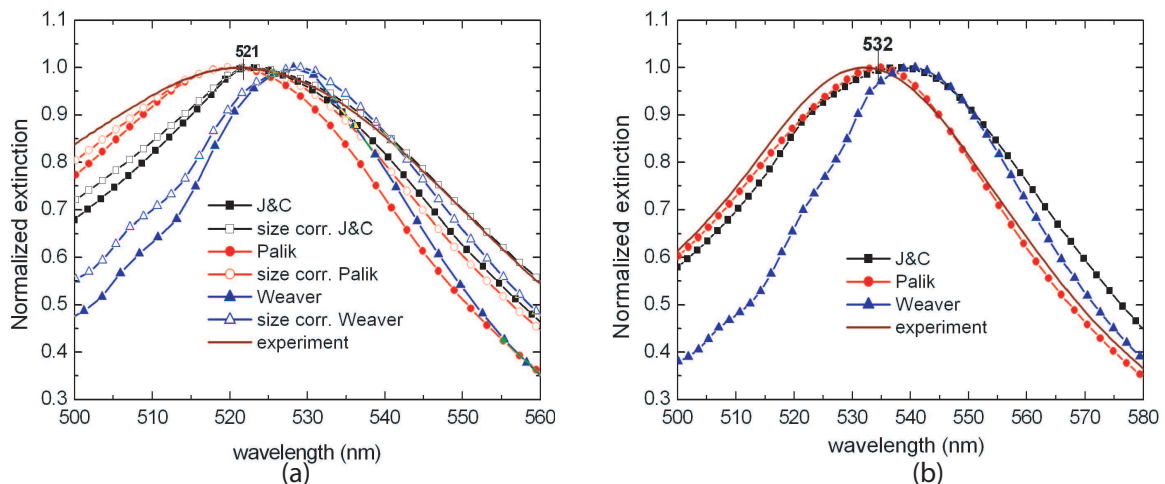 521
1.1
1.0
0.9
0.8
0.7
0.6
0.5
0.4
0.3
Normalized extinction
J&C
size corr. J&C
Palik
size corr. Palik
Weaver
size corr. Weaver
experiment
500 510 520 530 540 550 560
wavelength (nm)
(a)
532
1.1
1.0
0.9
0.8
0.7
0.6
0.5
0.4
0.3
Normalized extinction
J&C
Palik
Weaver
experiment
500 510 520 530 540 550 560 570 580
wavelength (nm)
(b)